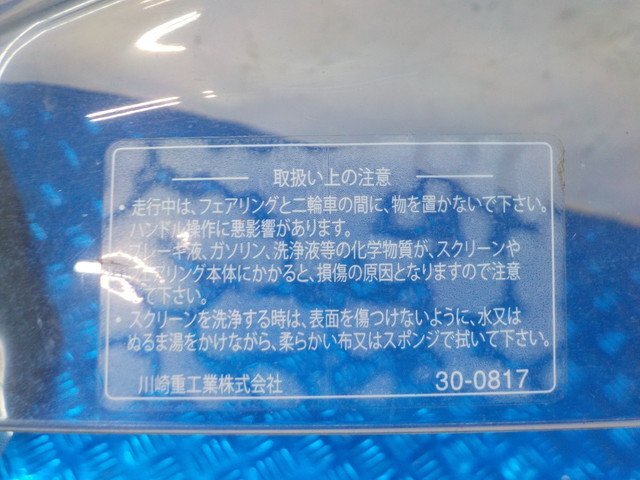 取扱い上の注意
・走行中は、フェアリングと二輪車の間に、物を置かないで下さい。
ハンドル操作に悪影響があります。
・ブレーキ液、ガソリン、洗浄液等の化学物質が、スクリーンや
フェアリング本体にかかると、損傷の原因となりますので注意
して下さい。
・スクリーンを洗浄する時は、表面を傷つけないように、水又は
ぬるま湯をかけながら、柔らかい布又はスポンジで拭いて下さい。
川崎重工業株式会社 30-0817